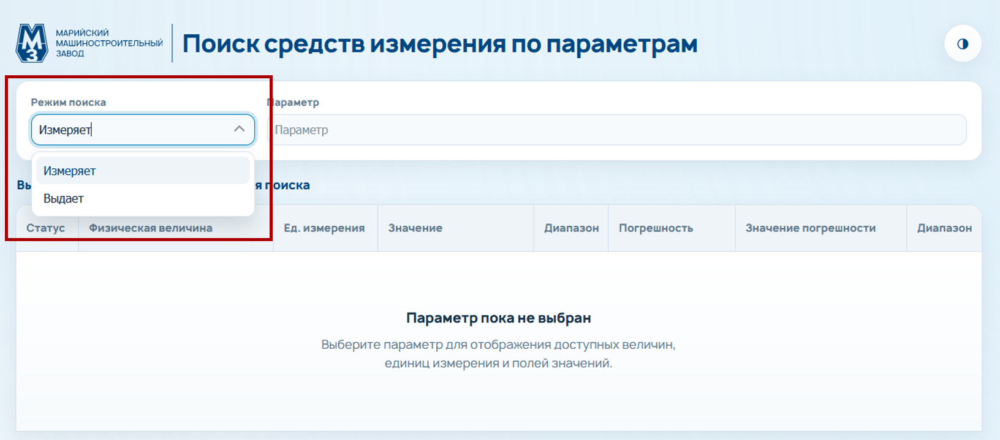 МАРИЙСКИЙ
МАШИНОСТРОИТЕЛЬНЫЙ
ЗАВОД
Поиск средств измерения по параметрам
Режим поиска
Параметр
Измеряет
Параметр
Измеряет
Выдает
Вы
я поиска
Статус
Физическая величина
Ед. измерения
Значение
Диапазон
Погрешность
Значение погрешности
Диапазон
Параметр пока не выбран
Выберите параметр для отображения доступных величин,
единиц измерения и полей значений.